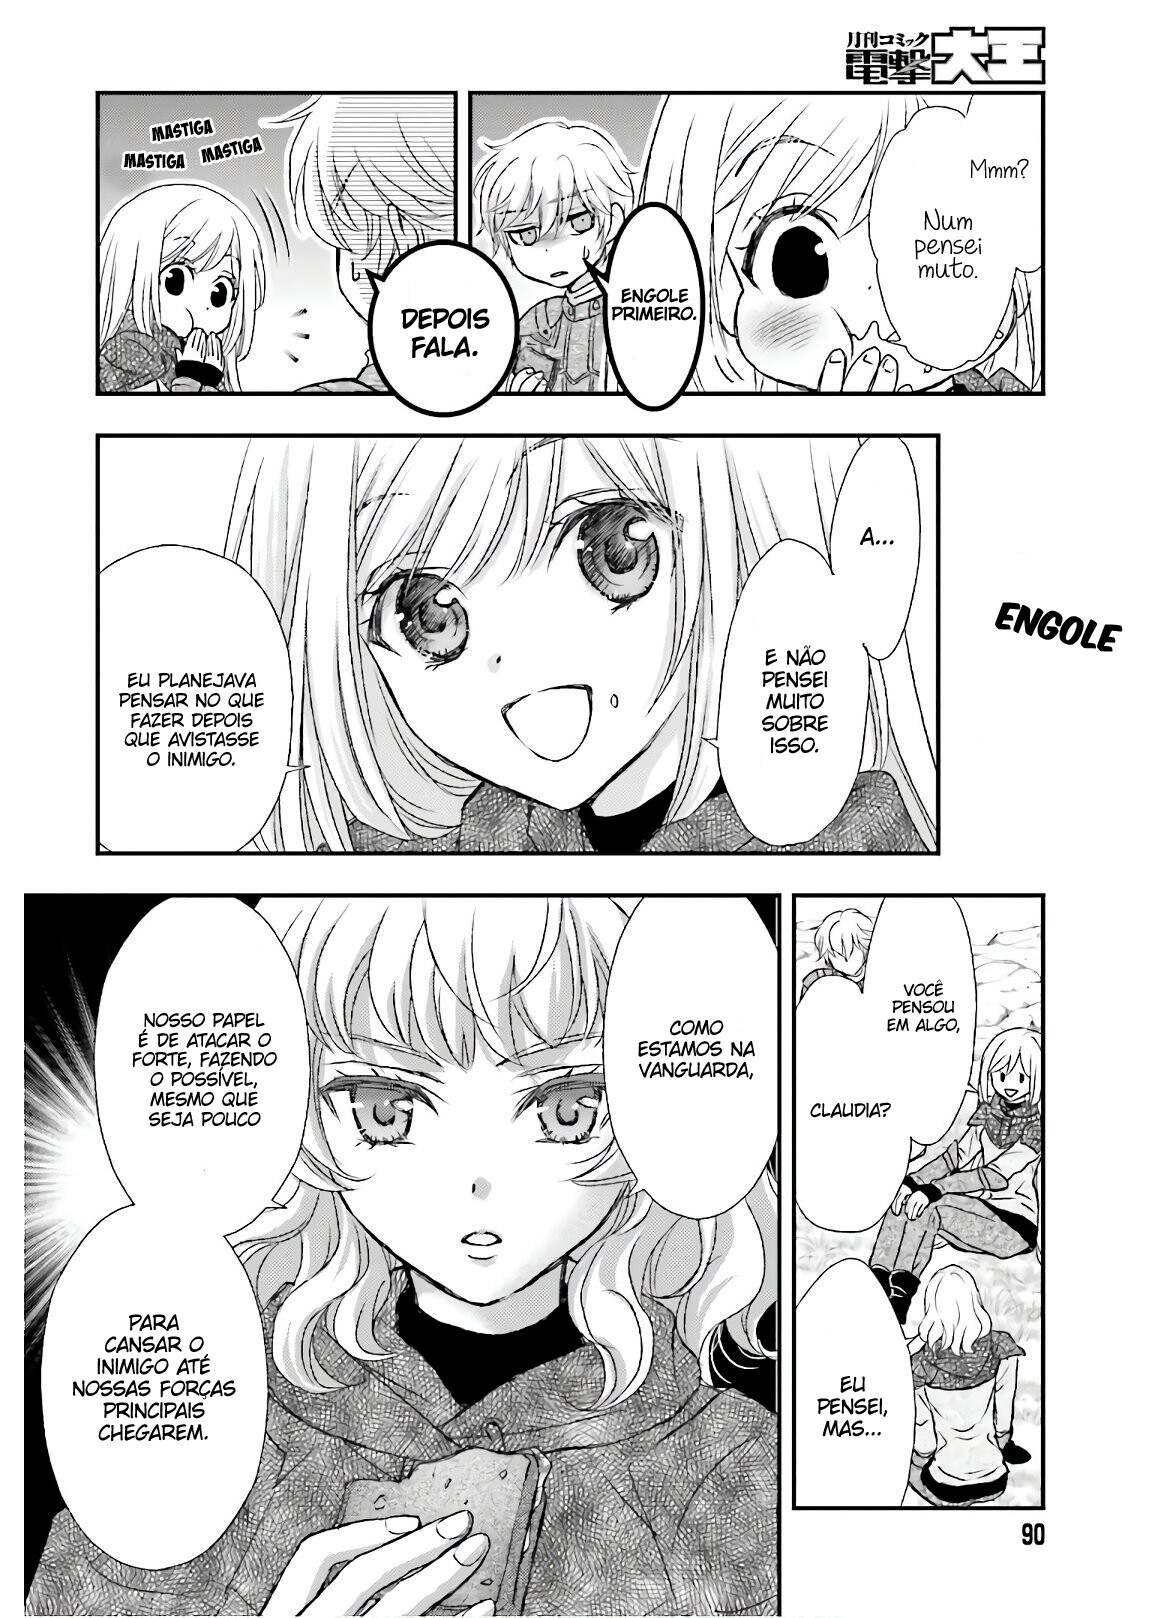 月刊コミック
電撃大王
Mmm?
Num
pensei
muto.
ENGOLE
PRIMEIRO.
DEPOIS
FALA.
MASTIGA
MASTIGA
MASTIGA
ENGOLE
A...
E NÃO
PENSEI
MUITO
SOBRE
ISSO.
EU PLANEJAVA
PENSAR NO QUE
FAZER DEPOIS
QUE AVISTASSE
O INIMIGO.
VOCÊ
PENSOU
EM ALGO,
CLAUDIA?
EU
PENSEI,
MAS...
COMO
ESTAMOS NA
VANGUARDA,
NOSSO PAPEL
É DE ATACAR O
FORTE, FAZENDO
O POSSÍVEL,
MESMO QUE
SEJA POUCO
PARA
CANSAR O
INIMIGO ATÉ
NOSSAS FORÇAS
PRINCIPAIS
CHEGAREM.
90